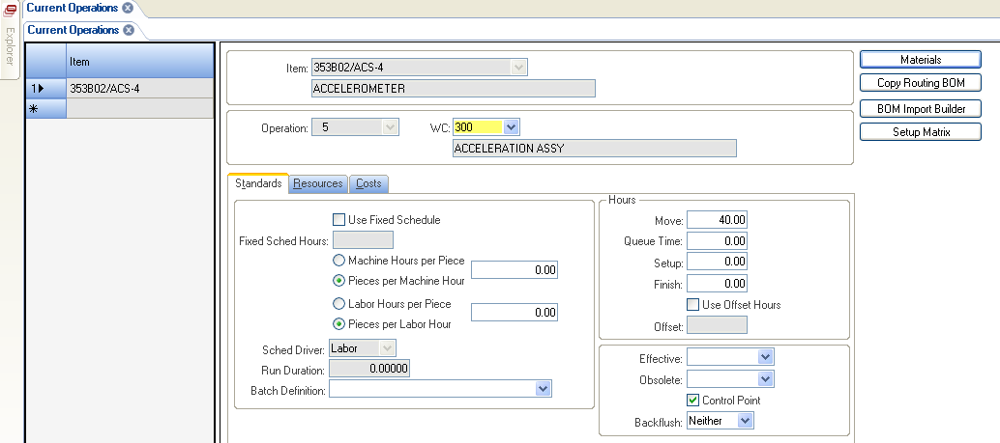 Current Operations
Explorer
Current Operations
Item
1 353B02/ACS-4
*
Item: 353B02/ACS-4
ACCELEROMETER
Operation: 5 WC: 300
ACCELERATION ASSY
Materials
Copy Routing BOM
BOM Import Builder
Setup Matrix
Standards Resources Costs
Use Fixed Schedule
Fixed Sched Hours:
Machine Hours per Piece
0.00
Pieces per Machine Hour
Labor Hours per Piece
0.00
Pieces per Labor Hour
Sched Driver: Labor
Run Duration: 0.00000
Batch Definition:
Hours
Move: 40.00
Queue Time: 0.00
Setup: 0.00
Finish: 0.00
Use Offset Hours
Offset:
Effective:
Obsolete:
Control Point
Backflush: Neither